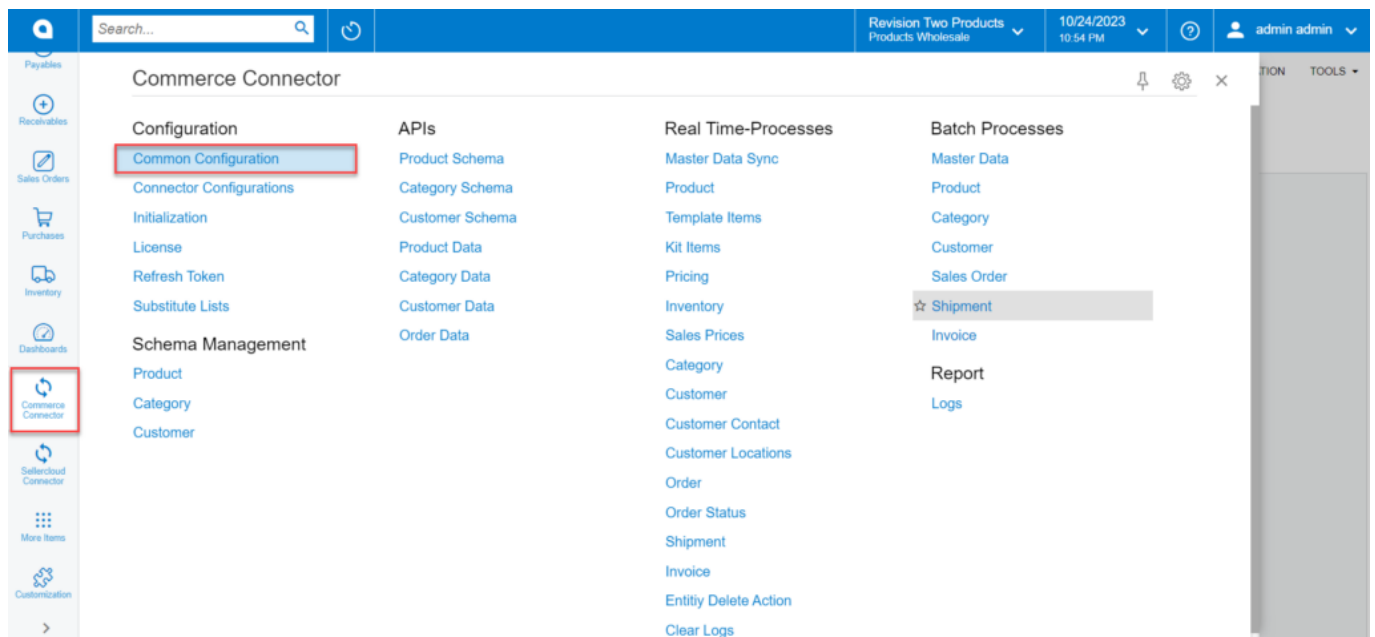 Search...
Revision Two Products
Products Wholesale
10/24/2023
10:54 PM
admin admin
Payables
Receivables
Sales Orders
Purchases
Inventory
Dashboards
Commerce
Connector
Sellercloud
Connector
More Items
Customization
Commerce Connector
TION
TOOLS
Configuration
Common Configuration
Connector Configurations
Initialization
License
Refresh Token
Substitute Lists
Schema Management
Product
Category
Customer
APIs
Product Schema
Category Schema
Customer Schema
Product Data
Category Data
Customer Data
Order Data
Real Time-Processes
Master Data Sync
Product
Template Items
Kit Items
Pricing
Inventory
Sales Prices
Category
Customer
Customer Contact
Customer Locations
Order
Order Status
Shipment
Invoice
Entitiy Delete Action
Clear Logs
Batch Processes
Master Data
Product
Category
Customer
Sales Order
Shipment
Invoice
Report
Logs